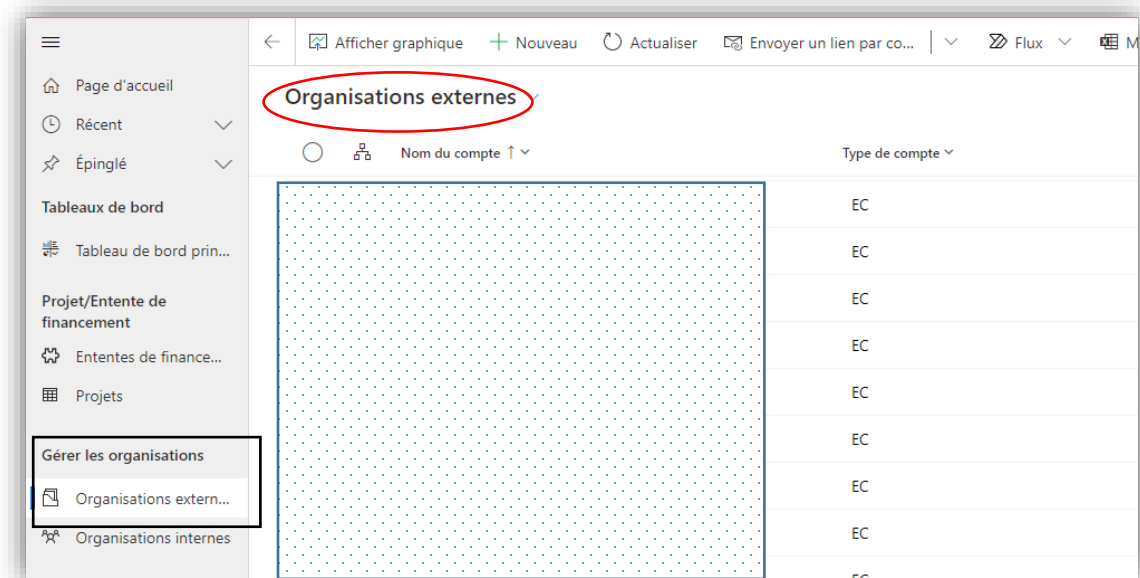 Afficher graphique
Nouveau
Actualiser
Envoyer un lien par co...
Flux
Page d'accueil
Récent
Épinglé
Tableaux de bord
Tableau de bord prin...
Projet/Entente de
financement
Ententes de finance...
Projets
Gérer les organisations
Organisations extern...
Organisations internes
Organisations externes
Nom du compte ↑
Type de compte
EC
EC
EC
EC
EC
EC
EC
EC